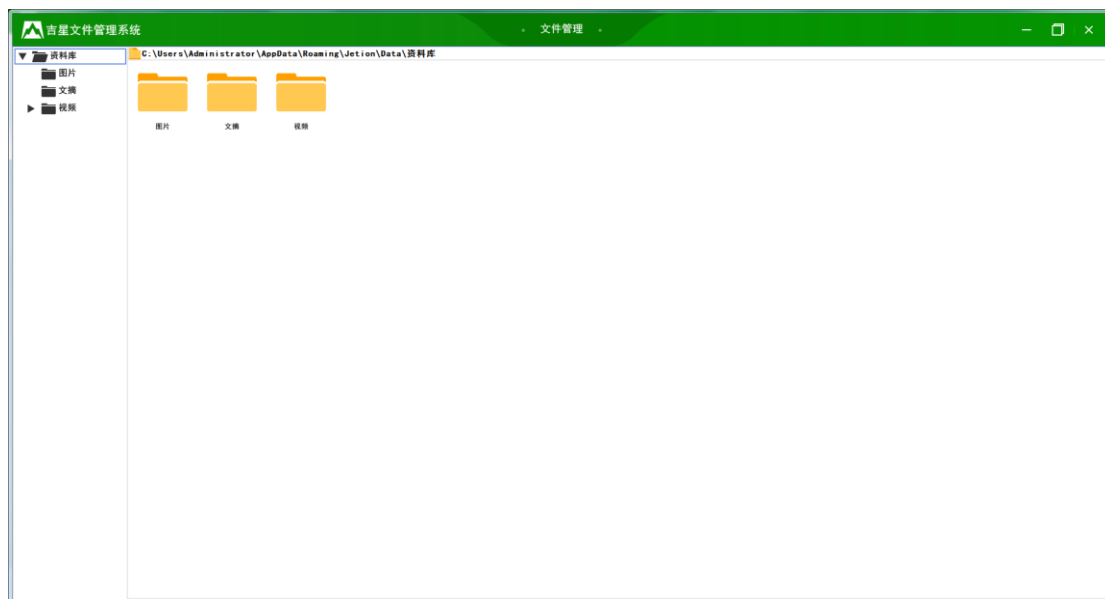 吉星文件管理系统
文件管理
资料库
图片
文摘
视频
C:\Users\Administrator\AppData\Roaming\Jetion\Data\资料库
图片 文摘 视频